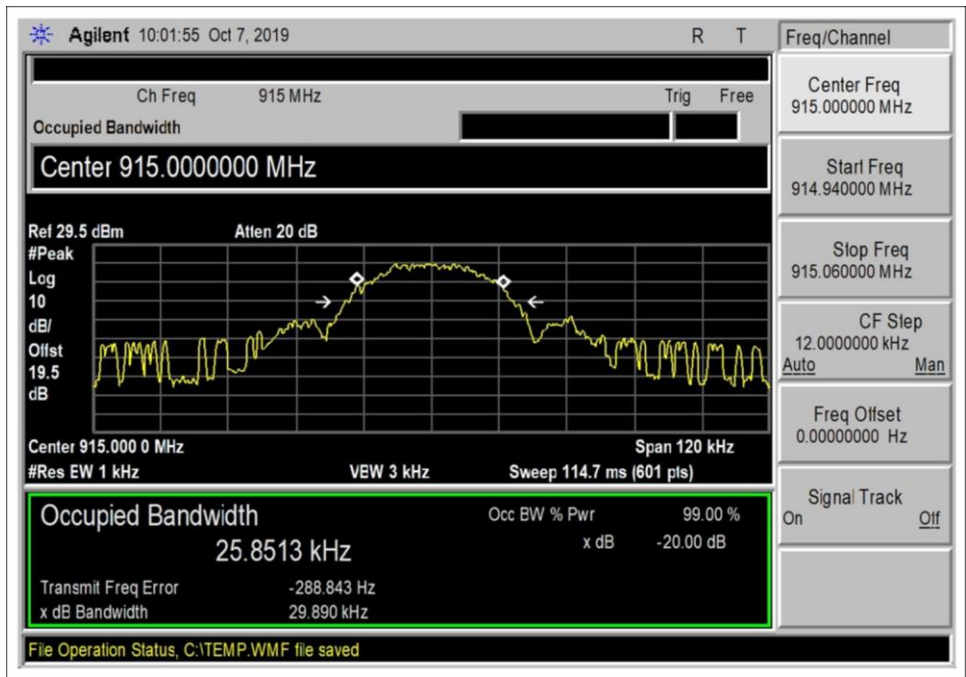 Agilent 10:01:55 Oct 7, 2019 R T
Ch Freq 915 MHz Trig Free
Occupied Bandwidth
Center 915.0000000 MHz
Ref 29.5 dBm Atten 20 dB
#Peak
Log
10
dB/
Offst
19.5
dB
Center 915.000 0 MHz Span 120 kHz
#Res EW 1 kHz VEW 3 kHz Sweep 114.7 ms (601 pts)
Occupied Bandwidth Occ BW % Pwr 99.00 %
25.8513 kHz x dB -20.00 dB
Transmit Freq Error -288.843 Hz
x dB Bandwidth 29.890 kHz
File Operation Status, C:\TEMP.WMF file saved
Freq/Channel
Center Freq
915.000000 MHz
Start Freq
914.940000 MHz
Stop Freq
915.060000 MHz
CF Step
12.0000000 kHz
Auto Man
Freq Offset
0.00000000 Hz
Signal Track
On Off